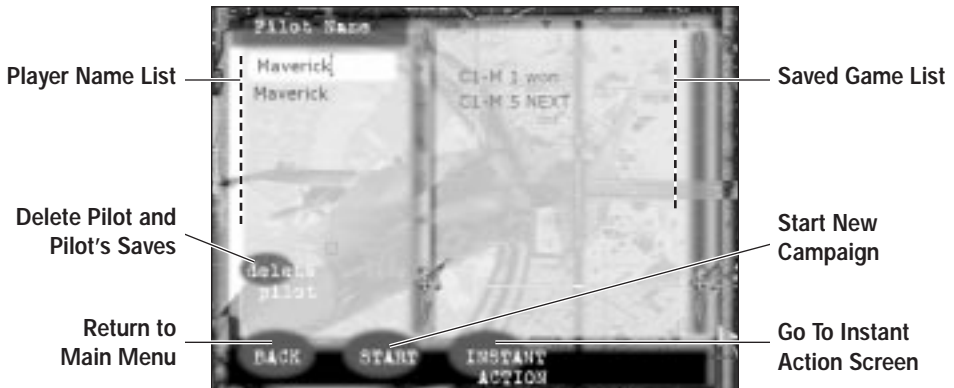 Pilot Name
Player Name List
Maverick
Maverick
C1-M 1 won
C1-M 5 NEXT
Saved Game List
Delete Pilot and
Pilot's Saves
delete
pilot
Start New
Campaign
Return to
Main Menu
BACK
START
INSTANT
ACTION
Go To Instant
Action Screen